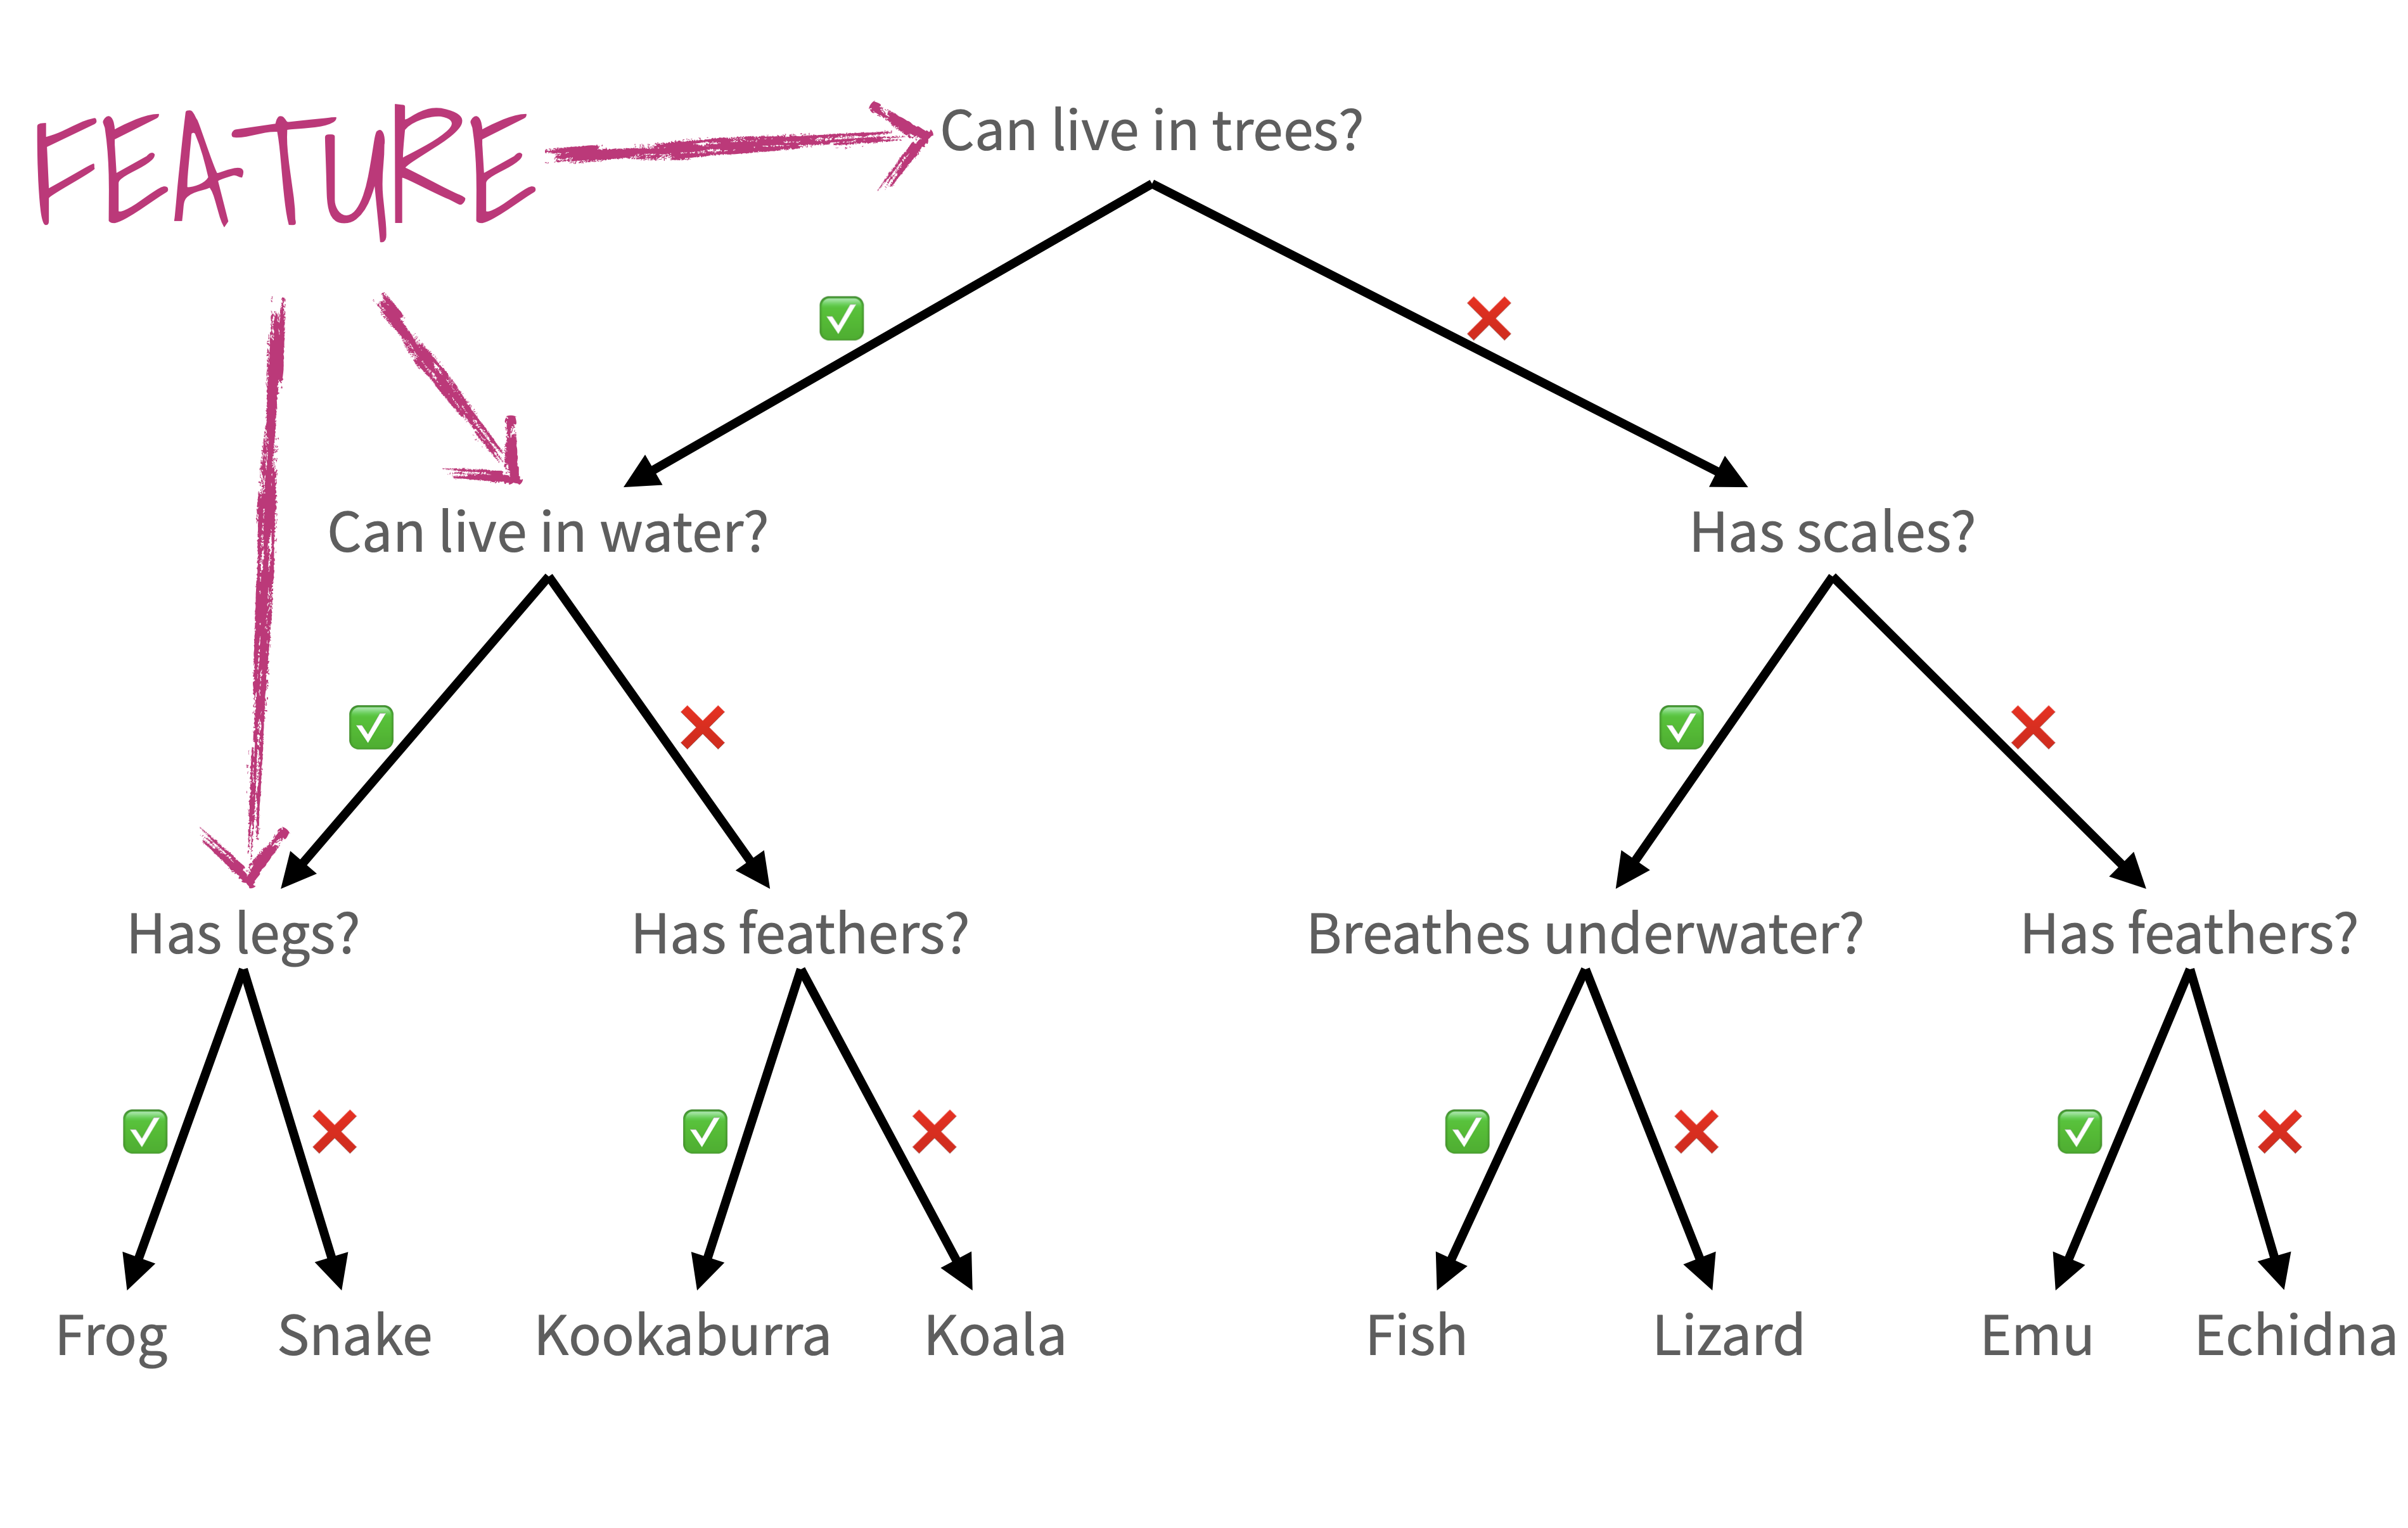 FEATURE
Can live in trees?
Can live in water?
Has scales?
Has legs?
Has feathers?
Breathes underwater?
Has feathers?
Frog
Snake
Kookaburra
Koala
Fish
Lizard
Emu
Echidna